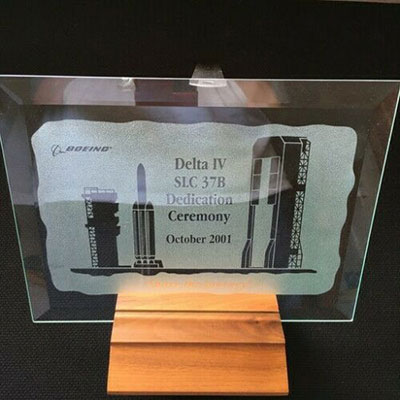 BOEING
Delta IV
SLC 37B
Dedication
Ceremony
October 2001